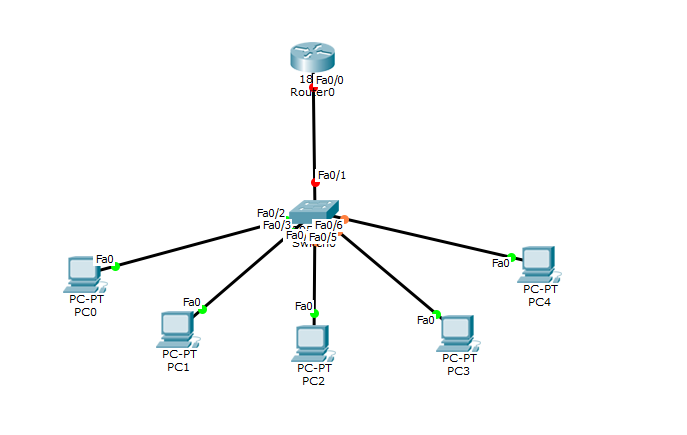 Fa0/0
Router0
Fa0/1
Fa0/2
Fa0/3
Fa0/6
Fa0/5
Fa0
PC-PT
PC0
Fa0
PC-PT
PC1
Fa0
PC-PT
PC2
Fa0
PC-PT
PC3
Fa0
PC-PT
PC4